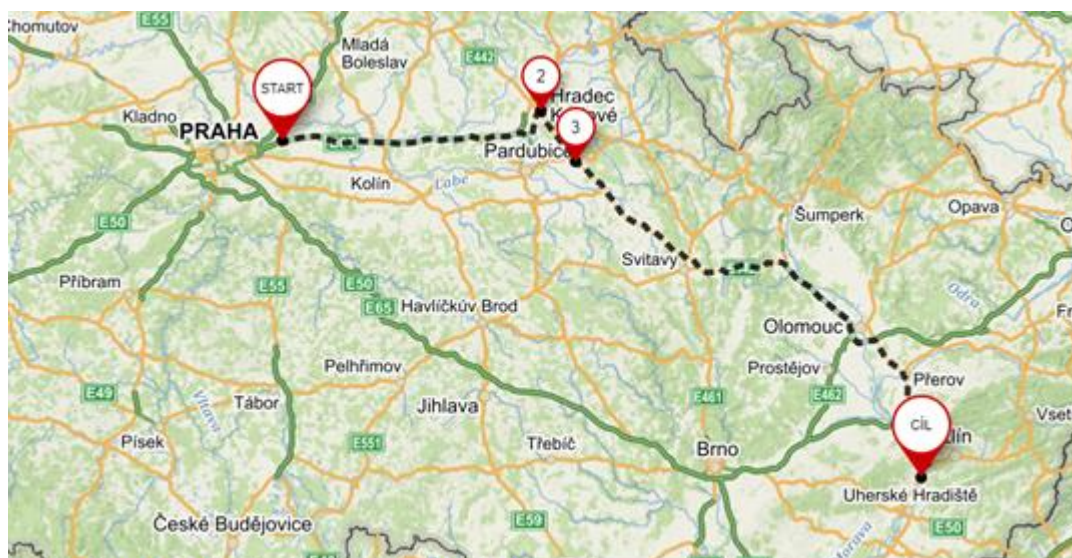 E55
Chomutov
Mladá
Boleslav
E442
START
2
Hradec
Kladno
3
PRAHA
Pardubice
Kolín
Labe
Šumperk
Opava
E50
Svitavy
Příbram
E55
E50
E65
Havlíčkův Brod
Odra
Olomouc
Pelhřimov
Prostějov
Přerov
E49
Vltava
Tábor
Jihlava
E461
E462
CÍL
Písek
E551
Třebíč
Brno
Uherské Hradiště
České Budějovice
E59
E50
Morava